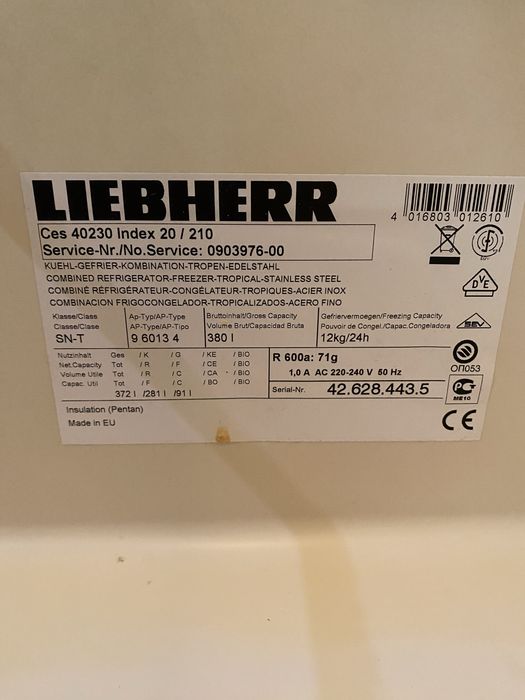 LIEBHERR
4 016803 012610
Ces 40230 Index 20 / 210
Service-Nr./No.Service: 0903976-00
KUEHL-GEFRIER-KOMBINATION-TROPEN-EDELSTAHL
COMBINED REFRIGERATOR-FREEZER-TROPICAL-STAINLESS STEEL
COMBINÉ RÉFRIGÉRATEUR-CONGÉLATEUR-TROPIQUES-ACIER INOX
COMBINACION FRIGOCONGELADOR-TROPICALIZADOS-ACERO FINO
Klasse/Class Ap-Typ/AP-Type Bruttoinhalt/Gross Capacity Gefriervermoegen/Freezing Capacity
Classe/Clase AP-Type/AP-Tipo Volume Brut/Capacidad Bruta Pouvoir de Congel./Capac.Congeladora
SN-T 9 6013 4 380 l 12kg/24h
Nutzinhalt Ges / K / G / KE / BIO
Net.Capacity Tot / R / F / CE / BIO
Volume Utile Tot / R / C / CA / BIO
Capac. Util Tot / F / C / BO / BIO
372 l /281 l /91 l
R 600a: 71g
1,0 A AC 220-240 V 50 Hz
Serial-Nr. 42.628.443.5
Insulation (Pentan)
Made in EU
DVE
SEV
ОП053
РСТ
ME10
CE